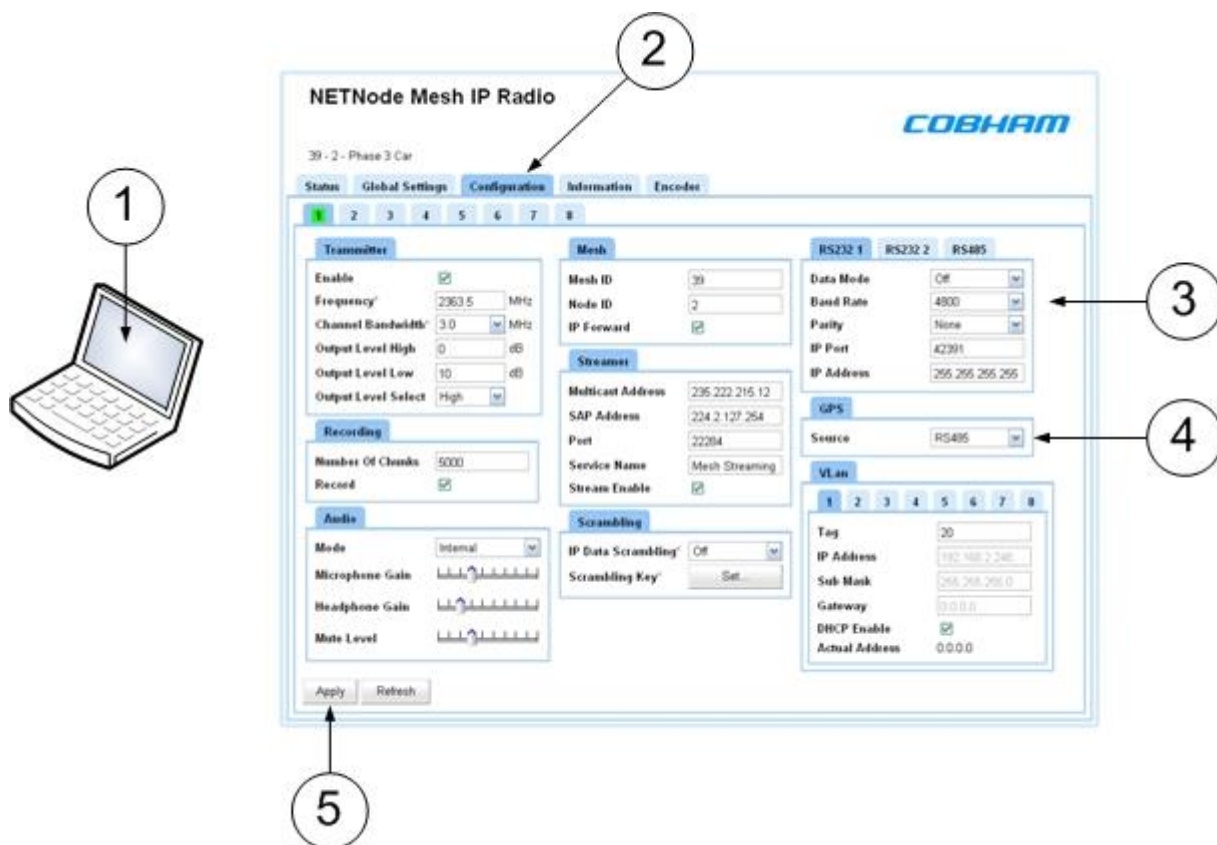 1
2
3
4
5
NETNode Mesh IP Radio
COBHAM
39 - 2 - Phase 3 Car
Status Global Settings Configuration Information Encoder
1 2 3 4 5 6 7 8
Transmitter
Enable
Frequency* 2363.5 MHz
Channel Bandwidth* 3.0 MHz
Output Level High 0 dB
Output Level Low 10 dB
Output Level Select High
Recording
Number Of Chunks 5000
Record
Audio
Mode Internal
Microphone Gain
Headphone Gain
Mute Level
Mesh
Mesh ID 39
Node ID 2
IP Forward
Streamer
Multicast Address 235.222.215.12
SAP Address 224.2.127.254
Port 22284
Service Name Mesh Streaming
Stream Enable
Scrambling
IP Data Scrambling* Off
Scrambling Key* Set...
RS232 1 RS232 2 RS485
Data Mode Off
Baud Rate 4800
Parity None
IP Port 42391
IP Address 255.255.255.255
GPS
Source RS485
VLan
1 2 3 4 5 6 7 8
Tag 20
IP Address
Sub Mask
Gateway 0.0.0.0
DHCP Enable
Actual Address 0.0.0.0
Apply Refresh